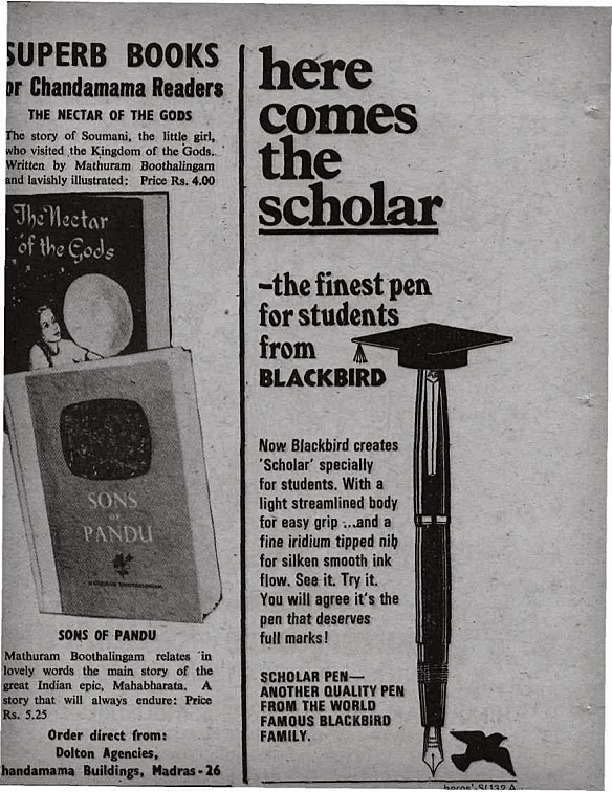 SUPERB BOOKS
or Chandamama Readers
THE NECTAR OF THE GODS
The story of Soumani, the little girl,
who visited the Kingdom of the Gods.
Written by Mathuram Boothalingam
and lavishly illustrated: Price Rs. 4.00
The Nectar
of the Gods
SONS
OF
PANDU
SONS OF PANDU
Mathuram Boothalingam relates in
lovely words the main story of the
great Indian epic, Mahabharata. A
story that will always endure: Price
Rs. 5.25
Order direct from:
Dolton Agencies,
handamama Buildings, Madras-26
here
comes
the
scholar
-the finest pen
for students
from
BLACKBIRD
Now Blackbird creates
'Scholar' specially
for students. With a
light streamlined body
for easy grip ...and a
fine iridium tipped nib
for silken smooth ink
flow. See it. Try it.
You will agree it's the
pen that deserves
full marks!
SCHOLAR PEN—
ANOTHER QUALITY PEN
FROM THE WORLD
FAMOUS BLACKBIRD
FAMILY.